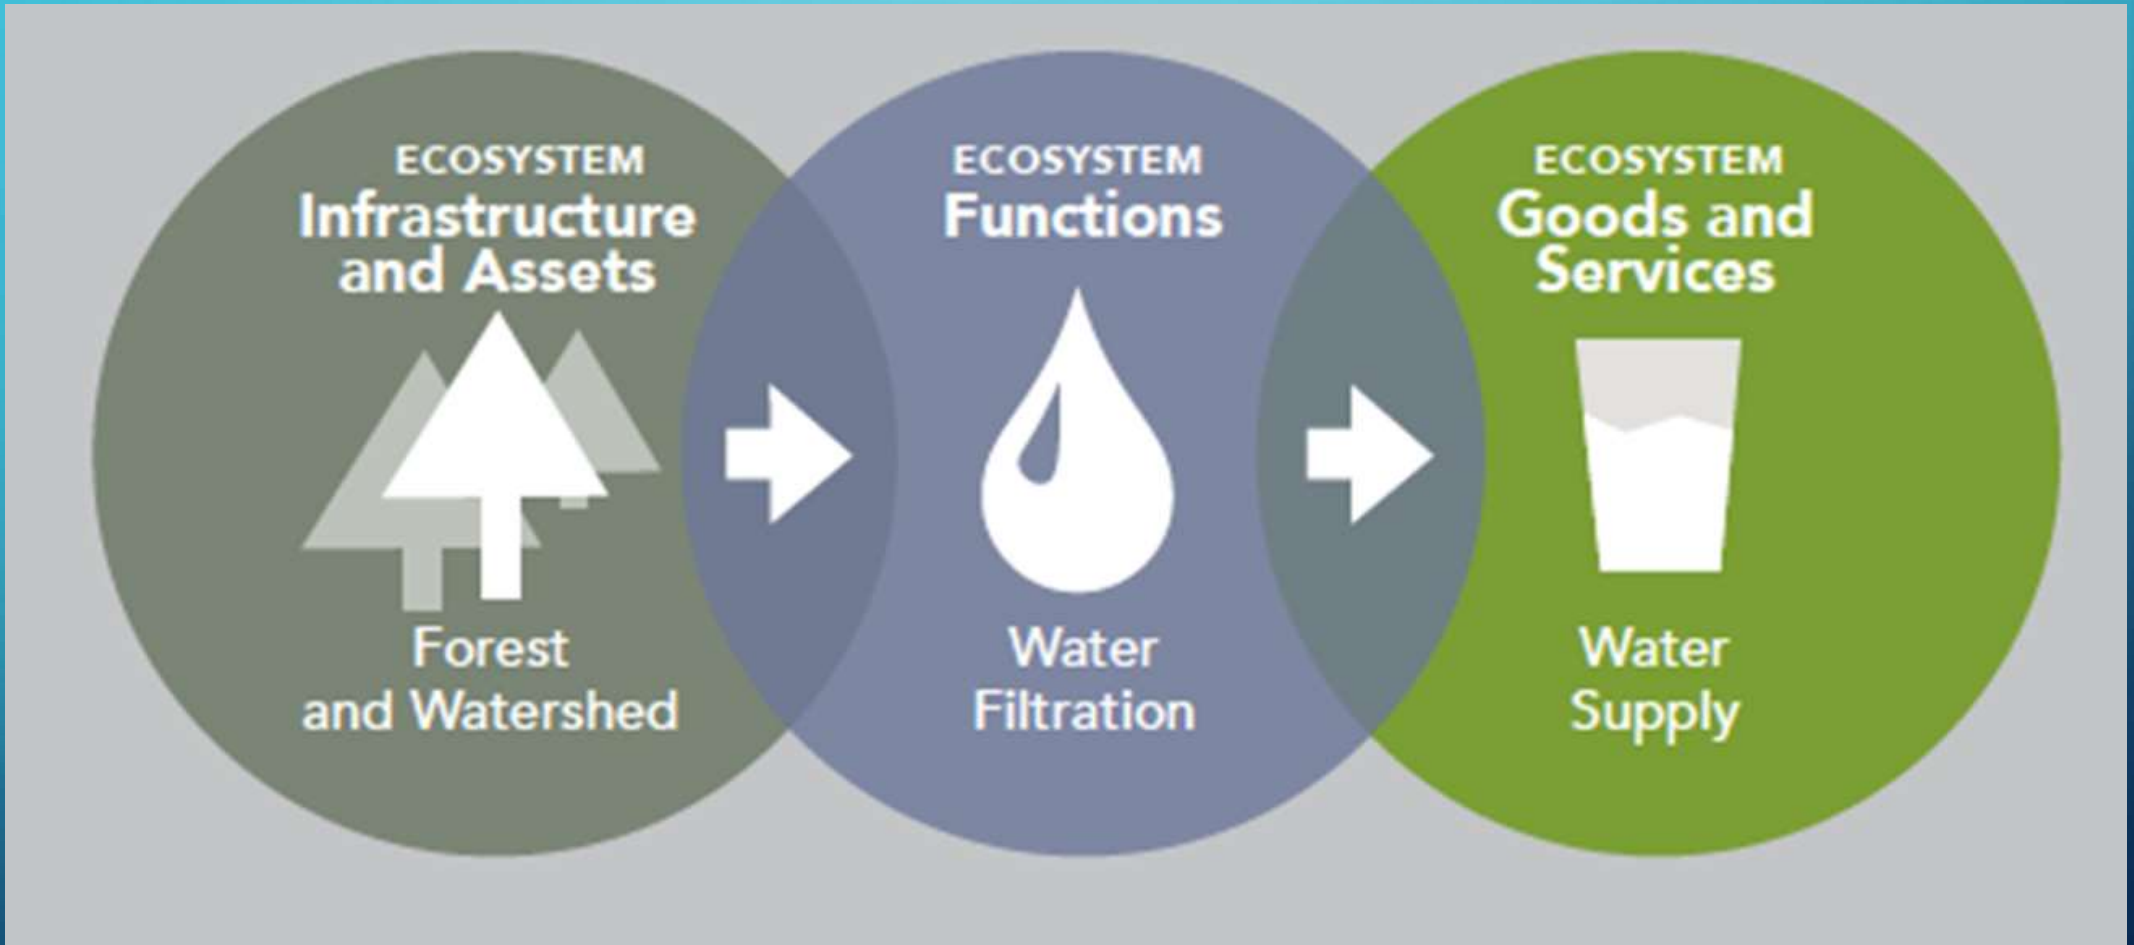 ECOSYSTEM
Infrastructure
and Assets
Forest
and Watershed
ECOSYSTEM
Functions
Water
Filtration
ECOSYSTEM
Goods and
Services
Water
Supply